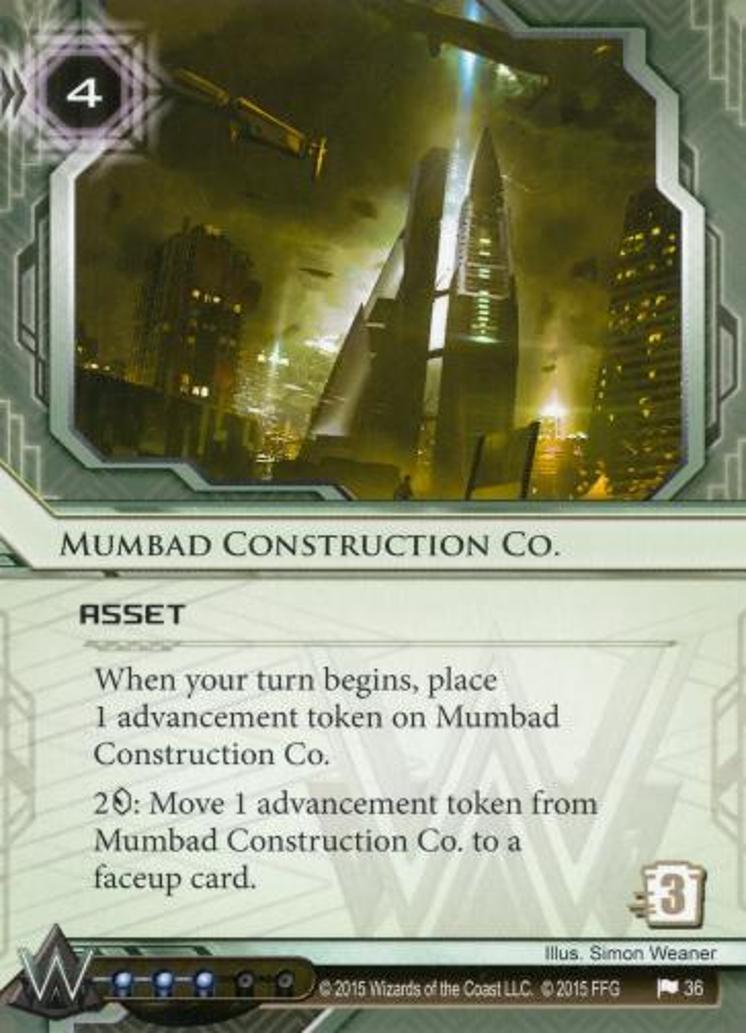 4
MUMBAD CONSTRUCTION CO.
ASSET
When your turn begins, place
1 advancement token on Mumbad
Construction Co.
2: Move 1 advancement token from
Mumbad Construction Co. to a
faceup card.
3
Illus. Simon Weaner
W
© 2015 Wizards of the Coast LLC. © 2015 FFG
36